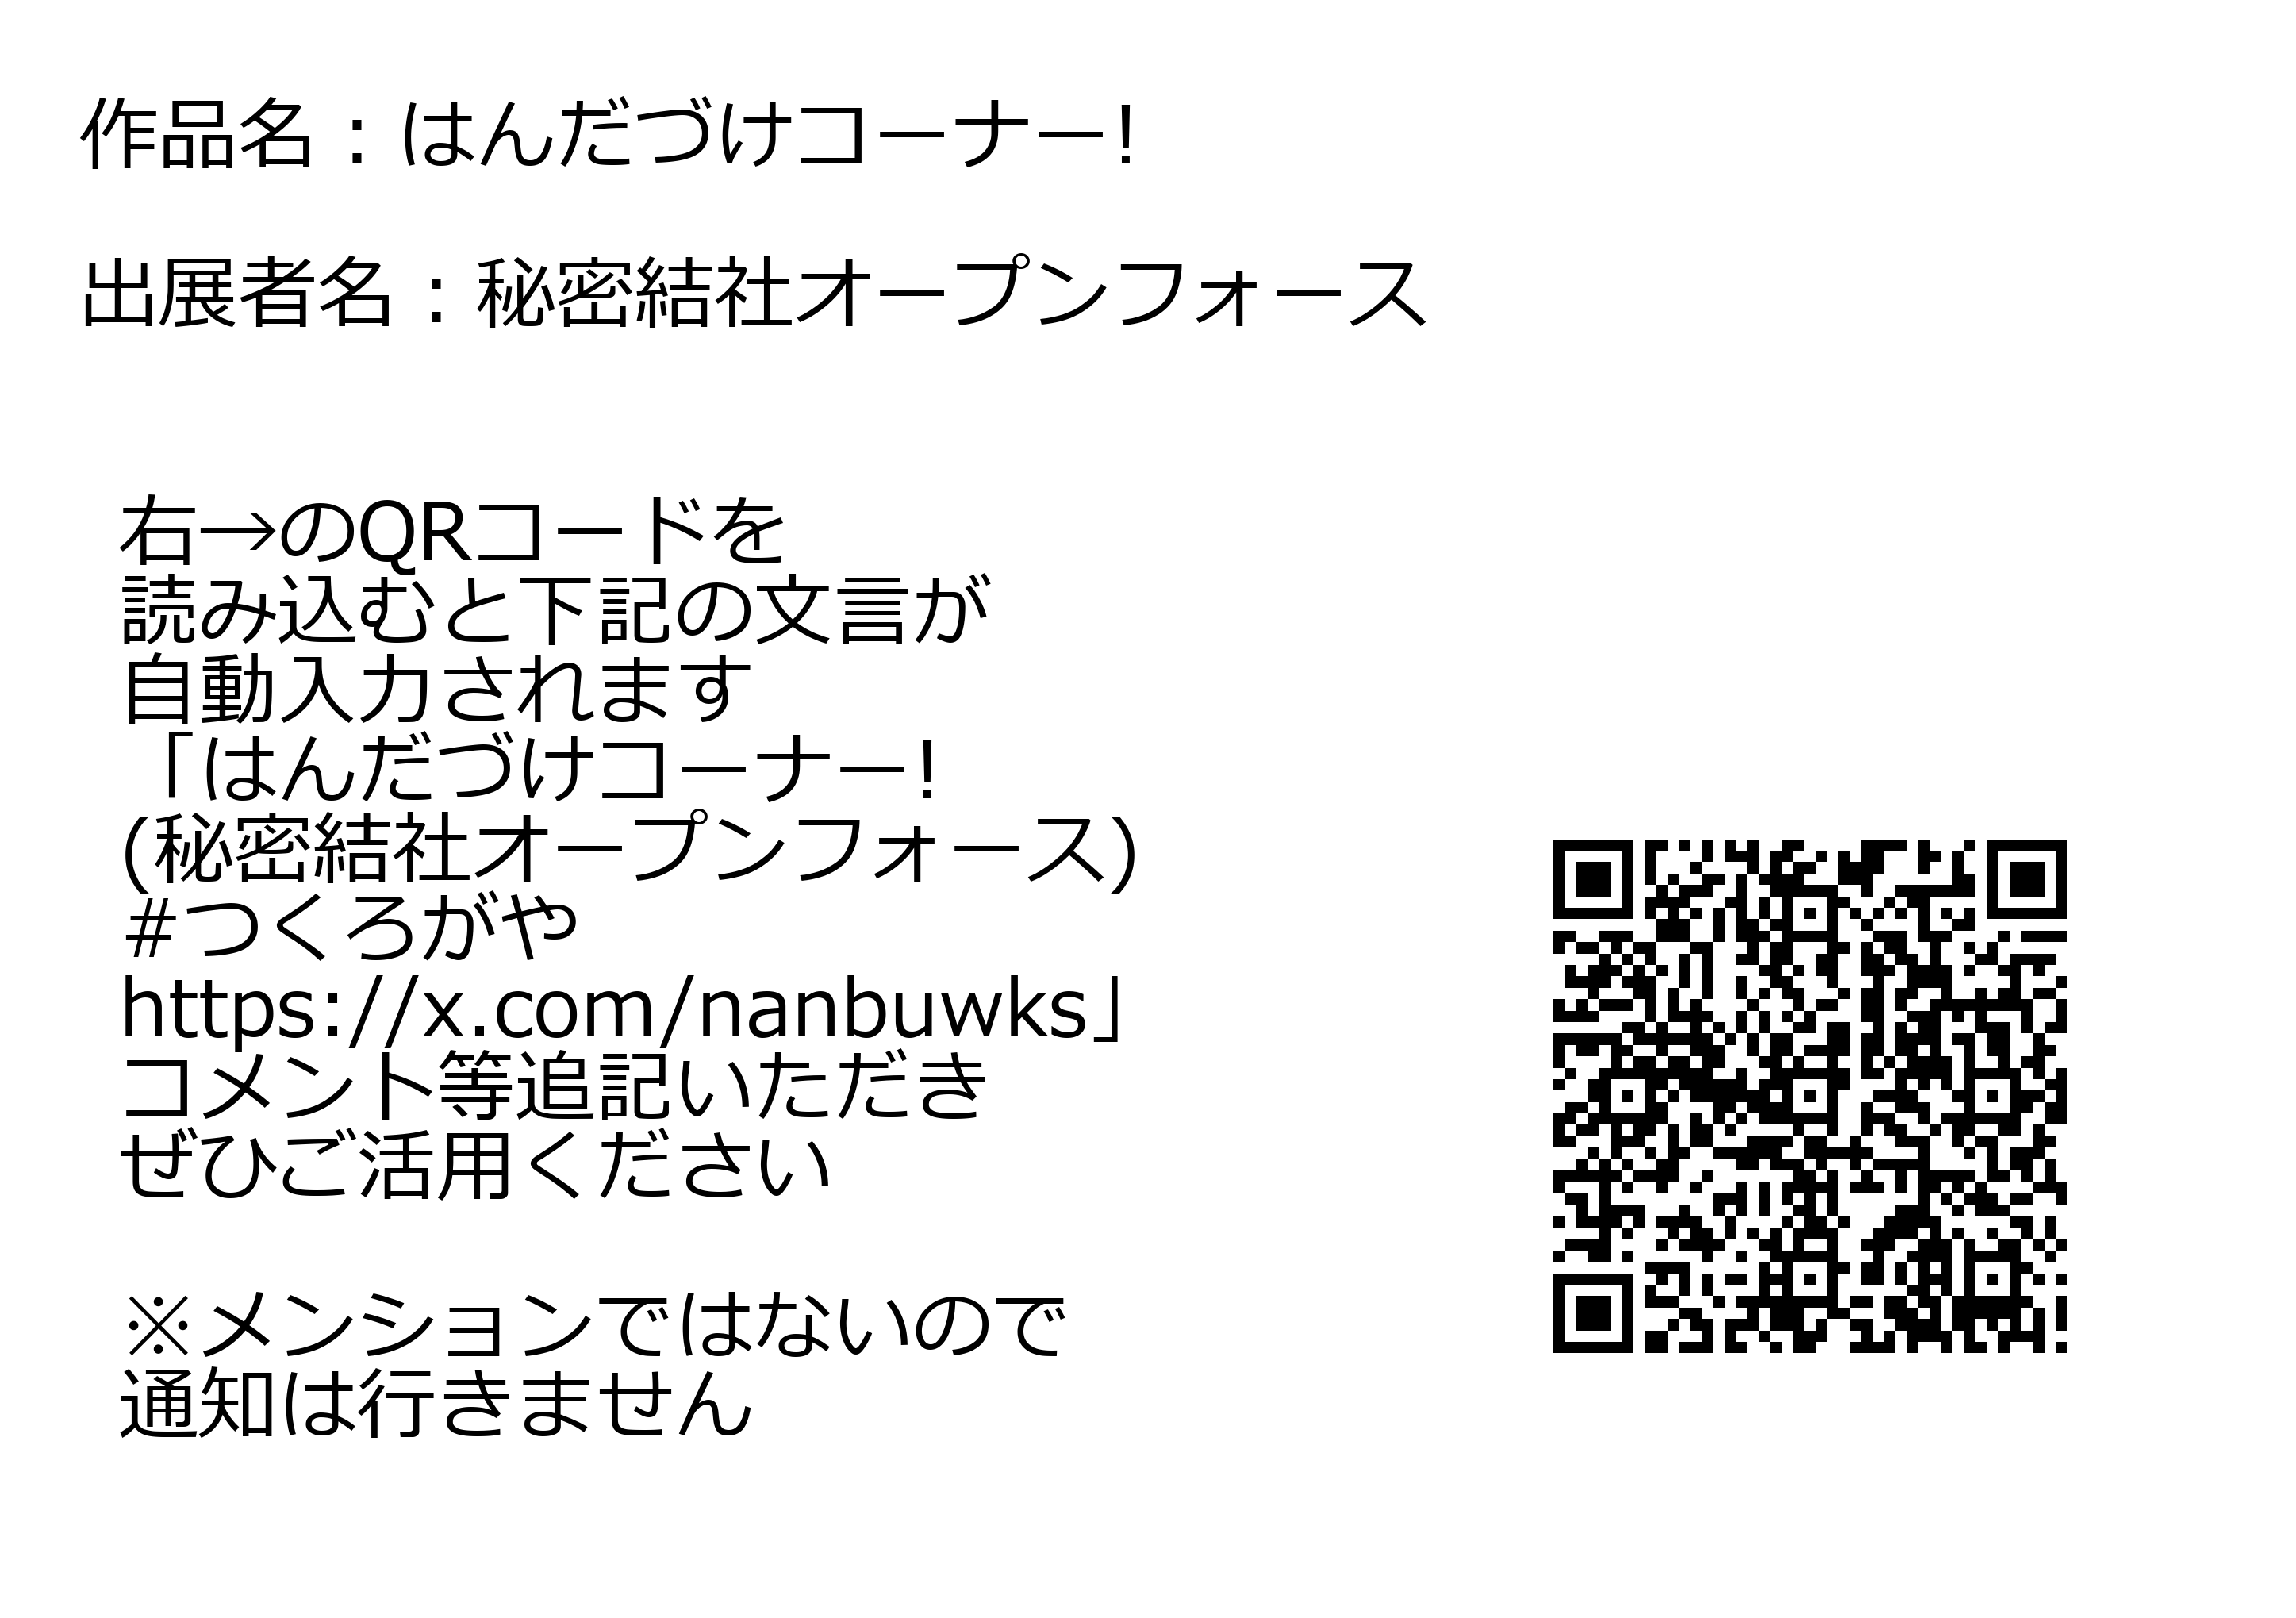 作品名：はんだづけコーナー!
出展者名：秘密結社オープンフォース
右→のQRコードを
読み込むと下記の文言が
自動入力されます
「はんだづけコーナー!
(秘密結社オープンフォース)
#つくろがや
https://x.com/nanbuwks」
コメント等追記いただき
ぜひご活用ください
※メンションではないので
通知は行きません